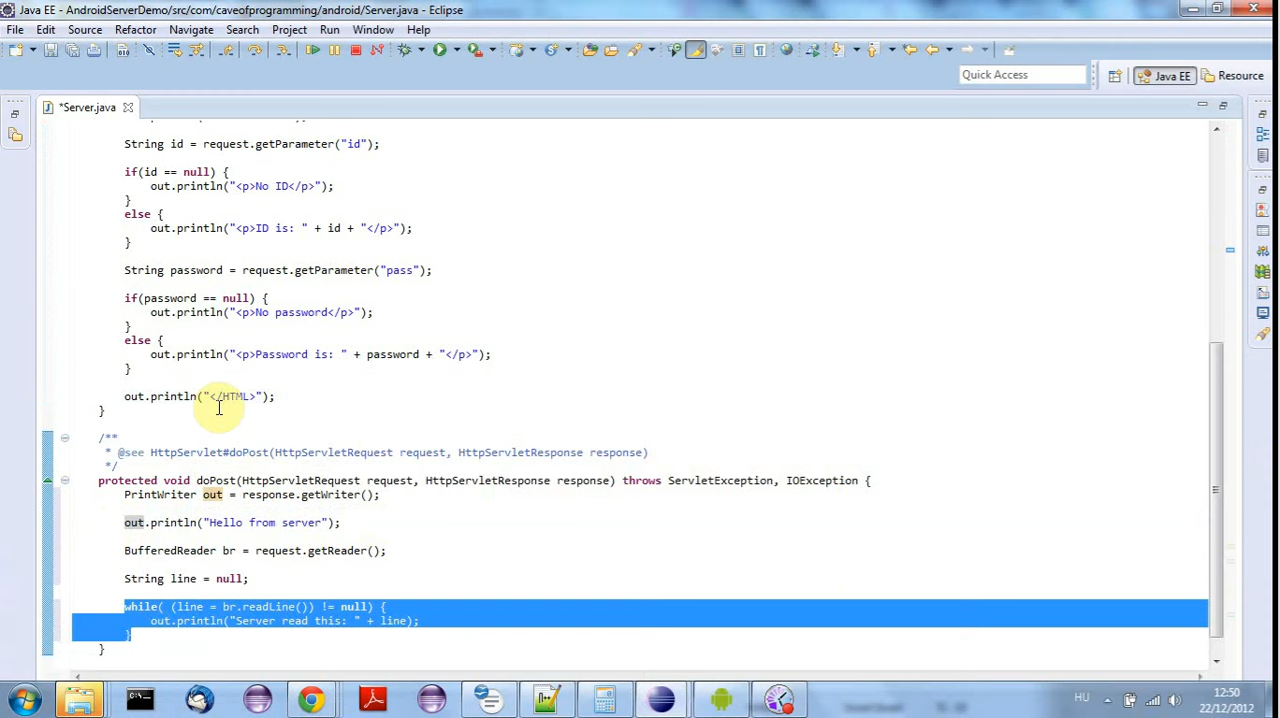 Java EE - AndroidServerDemo/src/com/caveofprogramming/android/Server.java - Eclipse
File Edit Source Refactor Navigate Search Project Run Window Help
Quick Access
Java EE
Resource
*Server.java
String id = request.getParameter("id");
if(id == null) {
out.println("<p>No ID</p>");
}
else {
out.println("<p>ID is: " + id + "</p>");
}
String password = request.getParameter("pass");
if(password == null) {
out.println("<p>No password</p>");
}
else {
out.println("<p>Password is: " + password + "</p>");
}
out.println("</HTML>");
}
/**
* @see HttpServlet#doPost(HttpServletRequest request, HttpServletResponse response)
*/
protected void doPost(HttpServletRequest request, HttpServletResponse response) throws ServletException, IOException {
PrintWriter out = response.getWriter();
out.println("Hello from server");
BufferedReader br = request.getReader();
String line = null;
while( (line = br.readLine()) != null) {
out.println("Server read this: " + line);
}
}
HU
12:50
22/12/2012